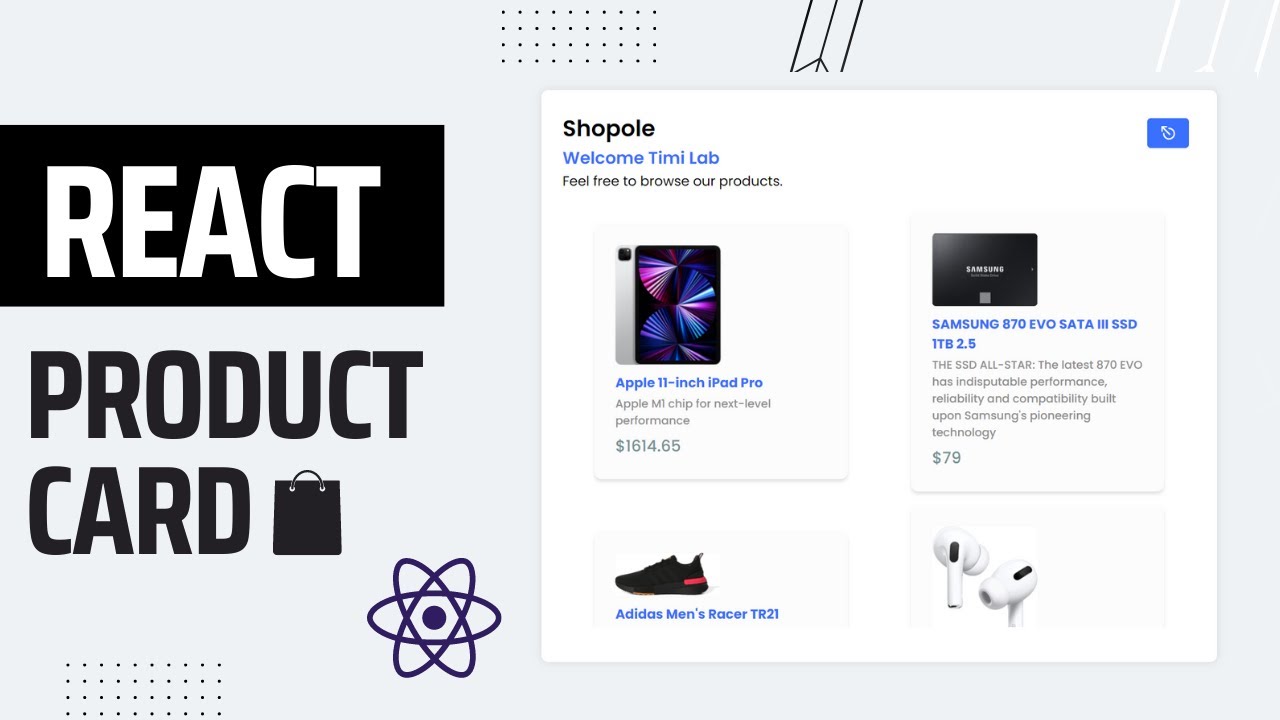 REACT
PRODUCT
CARD
Shopole
Welcome Timi Lab
Feel free to browse our products.
Apple 11-inch iPad Pro
Apple M1 chip for next-level
performance
$1614.65
SAMSUNG
SAMSUNG 870 EVO SATA III SSD
1TB 2.5
THE SSD ALL-STAR: The latest 870 EVO
has indisputable performance,
reliability and compatibility built
upon Samsung's pioneering
technology
$79
Adidas Men's Racer TR21